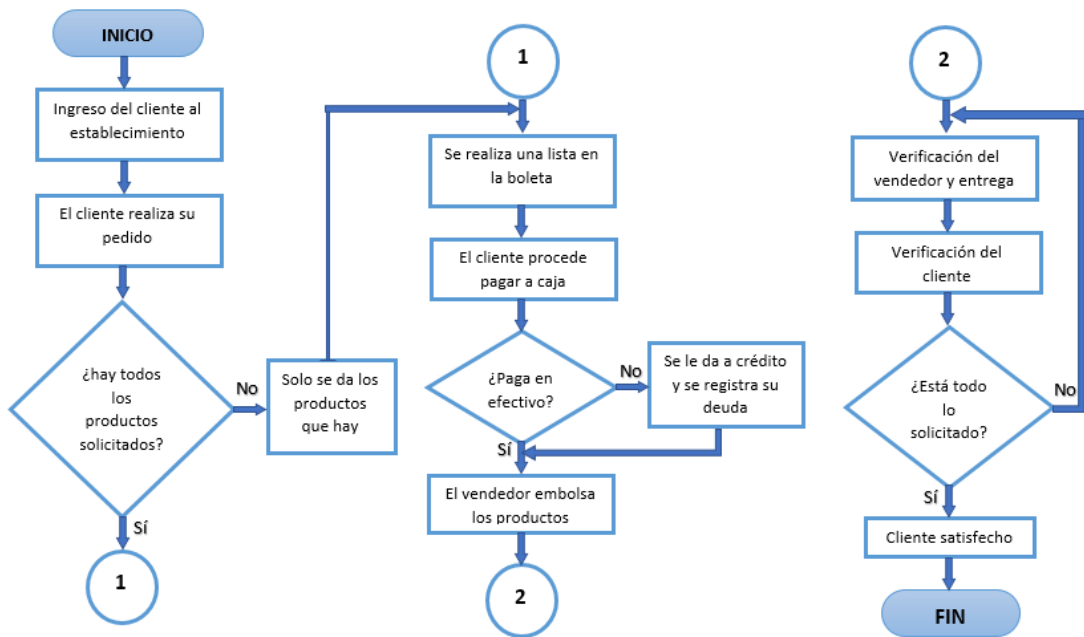 INICIO
Ingreso del cliente al
establecimiento
El cliente realiza su
pedido
¿hay todos
los
productos
solicitados?
No
Solo se da los
productos
que hay
Sí
1
1
Se realiza una lista en
la boleta
El cliente procede
pagar a caja
¿Paga en
efectivo?
No
Se le da a crédito
y se registra su
deuda
Sí
El vendedor embolsa
los productos
2
2
Verificación del
vendedor y entrega
Verificación del
cliente
¿Está todo
lo
solicitado?
No
Sí
Cliente satisfecho
FIN